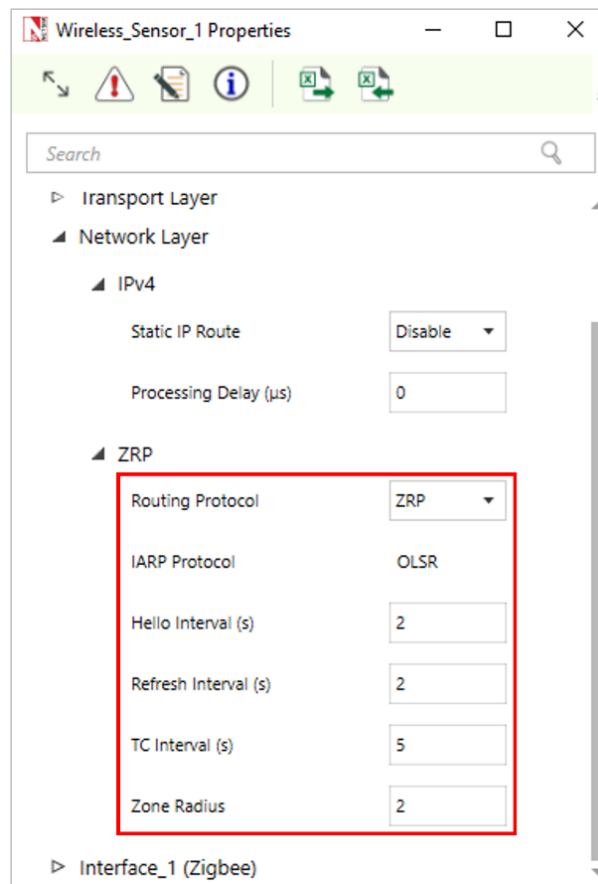 Wireless_Sensor_1 Properties
Search
Transport Layer
Network Layer
IPv4
Static IP Route Disable
Processing Delay (µs) 0
ZRP
Routing Protocol ZRP
IARP Protocol OLSR
Hello Interval (s) 2
Refresh Interval (s) 2
TC Interval (s) 5
Zone Radius 2
Interface_1 (Zigbee)